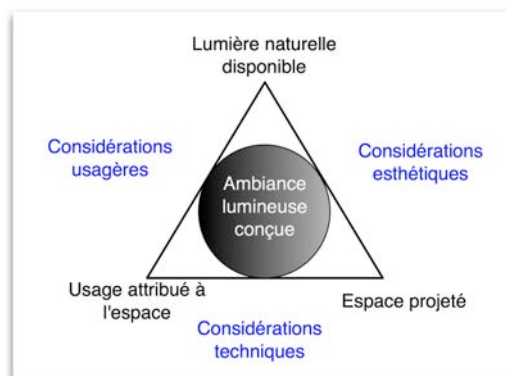 Lumière naturelle
disponible
Considérations
usagères
Considérations
esthétiques
Ambiance
lumineuse
conçue
Usage attribué à
l'espace
Espace projeté
Considérations
techniques